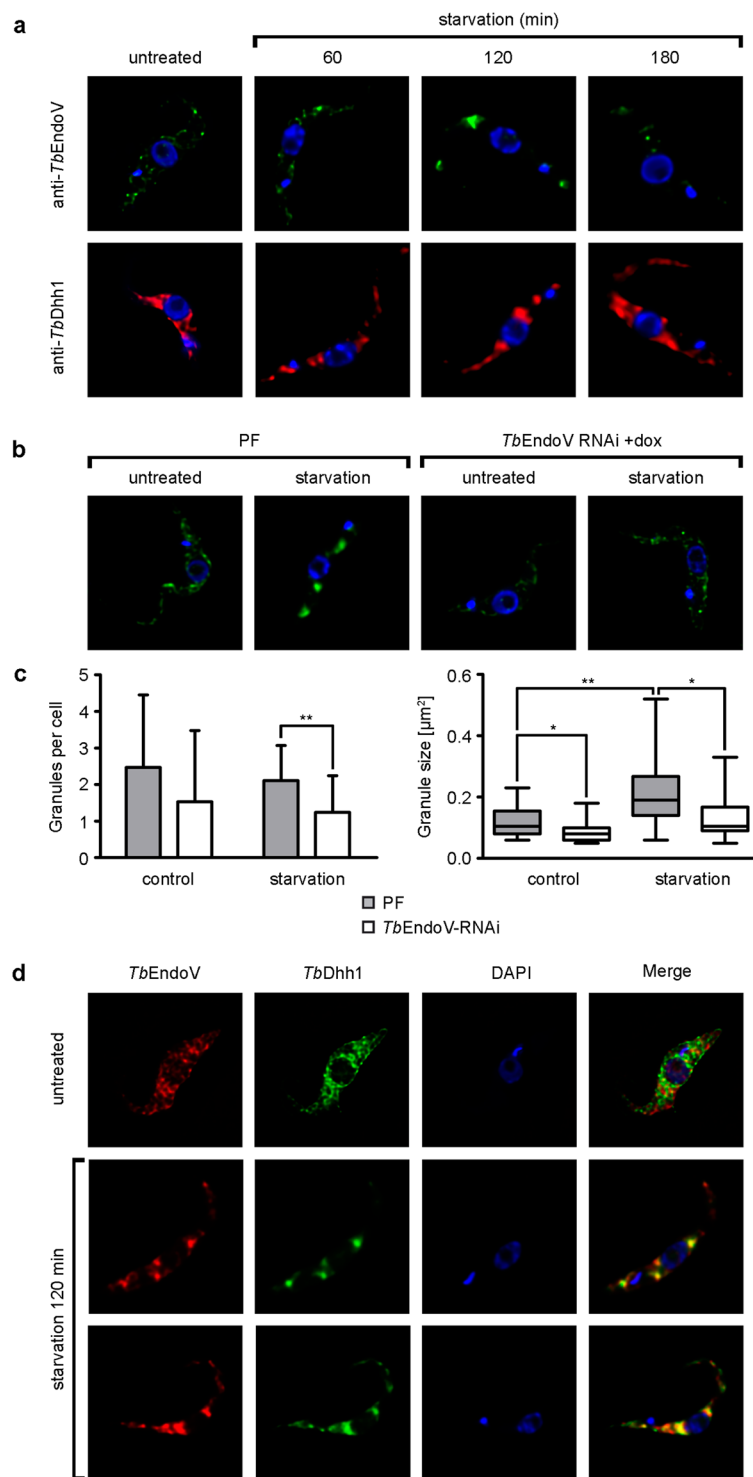 a
starvation (min)
untreated 60 120 180
anti-TbEndoV
anti-TbDhh1
b
PF TbEndoV RNAi +dox
untreated starvation untreated starvation
c
Granules per cell
5
4
3
2
1
0
**
control starvation
Granule size [µm²]
0.6
0.4
0.2
0.0
** *
*
control starvation
PF
TbEndoV-RNAi
d
TbEndoV TbDhh1 DAPI Merge
untreated
starvation 120 min